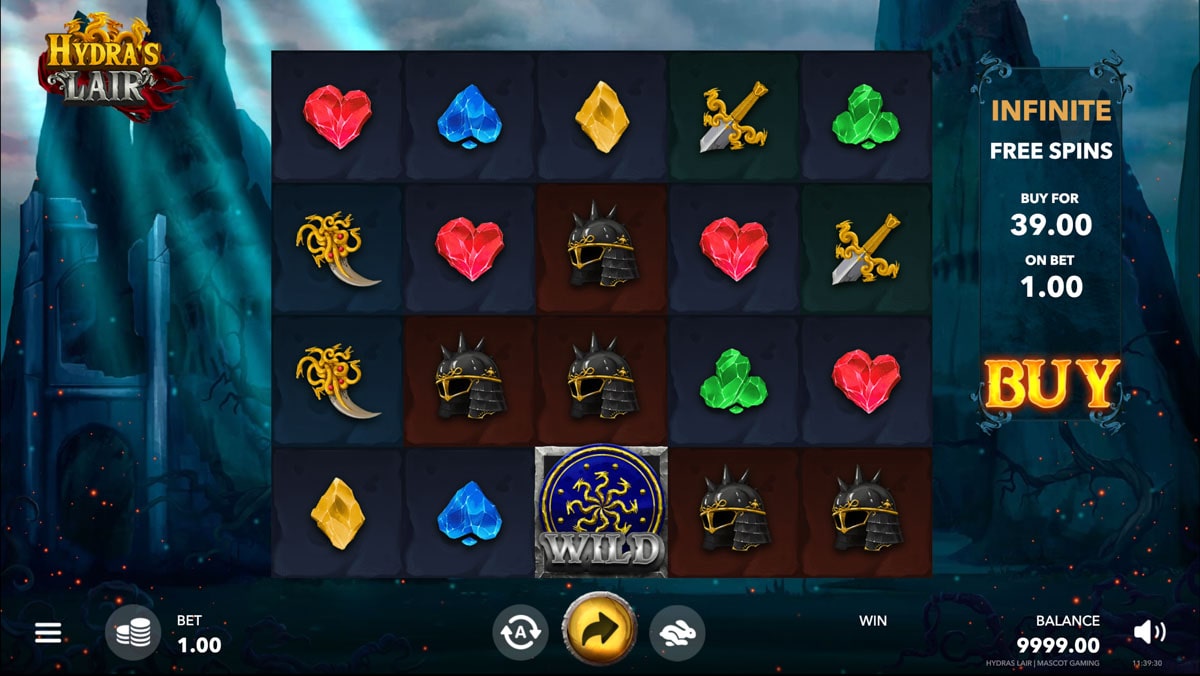 HYDRA'S
LAIR
INFINITE
FREE SPINS
BUY FOR
39.00
ON BET
1.00
BUY
WILD
BET
1.00
A
WIN
BALANCE
9999.00
HYDRAS LAIR | MASCOT GAMING
11:39:30